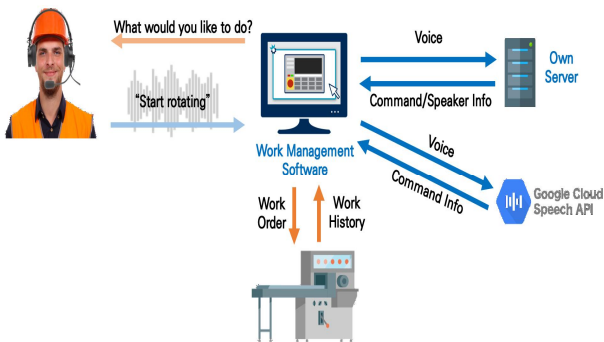 What would you like to do?
"Start rotating"
Voice
Command/Speaker Info
Own
Server
Work Management
Software
Voice
Command Info
Google Cloud
Speech API
Work
Order
Work
History